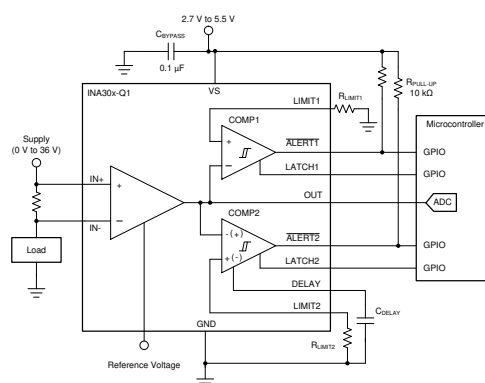 2.7 V to 5.5 V
CBYPASS
0.1 µF
RPULL-UP
10 kΩ
INA30x-Q1
VS
LIMIT1
RLIMIT1
Microcontroller
Supply
(0 V to 36 V)
COMP1
+
−
ALERT1
GPIO
LATCH1
GPIO
IN+
+
OUT
ADC
IN-
−
COMP2
-(+)
+(-)
ALERT2
GPIO
LATCH2
GPIO
Load
DELAY
LIMIT2
CDELAY
GND
RLIMIT2
Reference Voltage